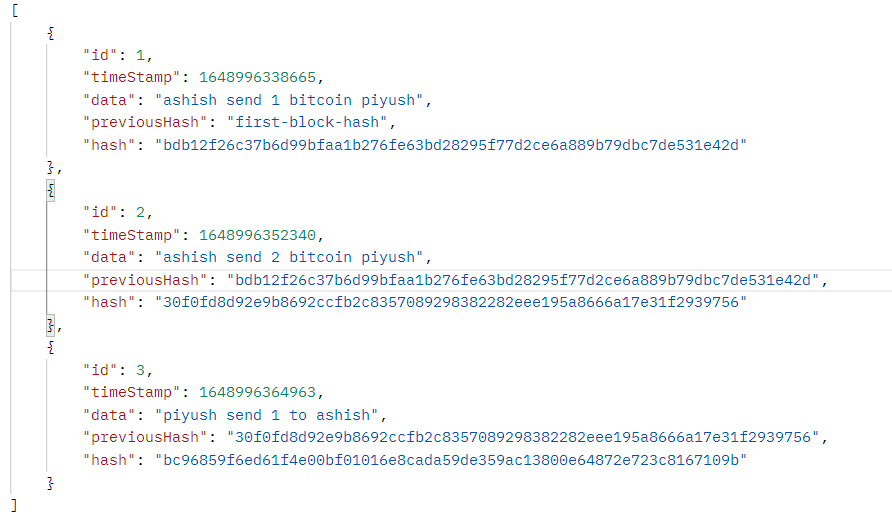 [
    {
        "id": 1,
        "timeStamp": 1648996338665,
        "data": "ashish send 1 bitcoin piyush",
        "previousHash": "first-block-hash",
        "hash": "bdb12f26c37b6d99bfaa1b276fe63bd28295f77d2ce6a889b79dbc7de531e42d"
    },
    {
        "id": 2,
        "timeStamp": 1648996352340,
        "data": "ashish send 2 bitcoin piyush",
        "previousHash": "bdb12f26c37b6d99bfaa1b276fe63bd28295f77d2ce6a889b79dbc7de531e42d",
        "hash": "30f0fd8d92e9b8692ccfb2c8357089298382282eee195a8666a17e31f2939756"
    },
    {
        "id": 3,
        "timeStamp": 1648996364963,
        "data": "piyush send 1 to ashish",
        "previousHash": "30f0fd8d92e9b8692ccfb2c8357089298382282eee195a8666a17e31f2939756",
        "hash": "bc96859f6ed61f4e00bf01016e8cada59de359ac13800e64872e723c8167109b"
    }
]